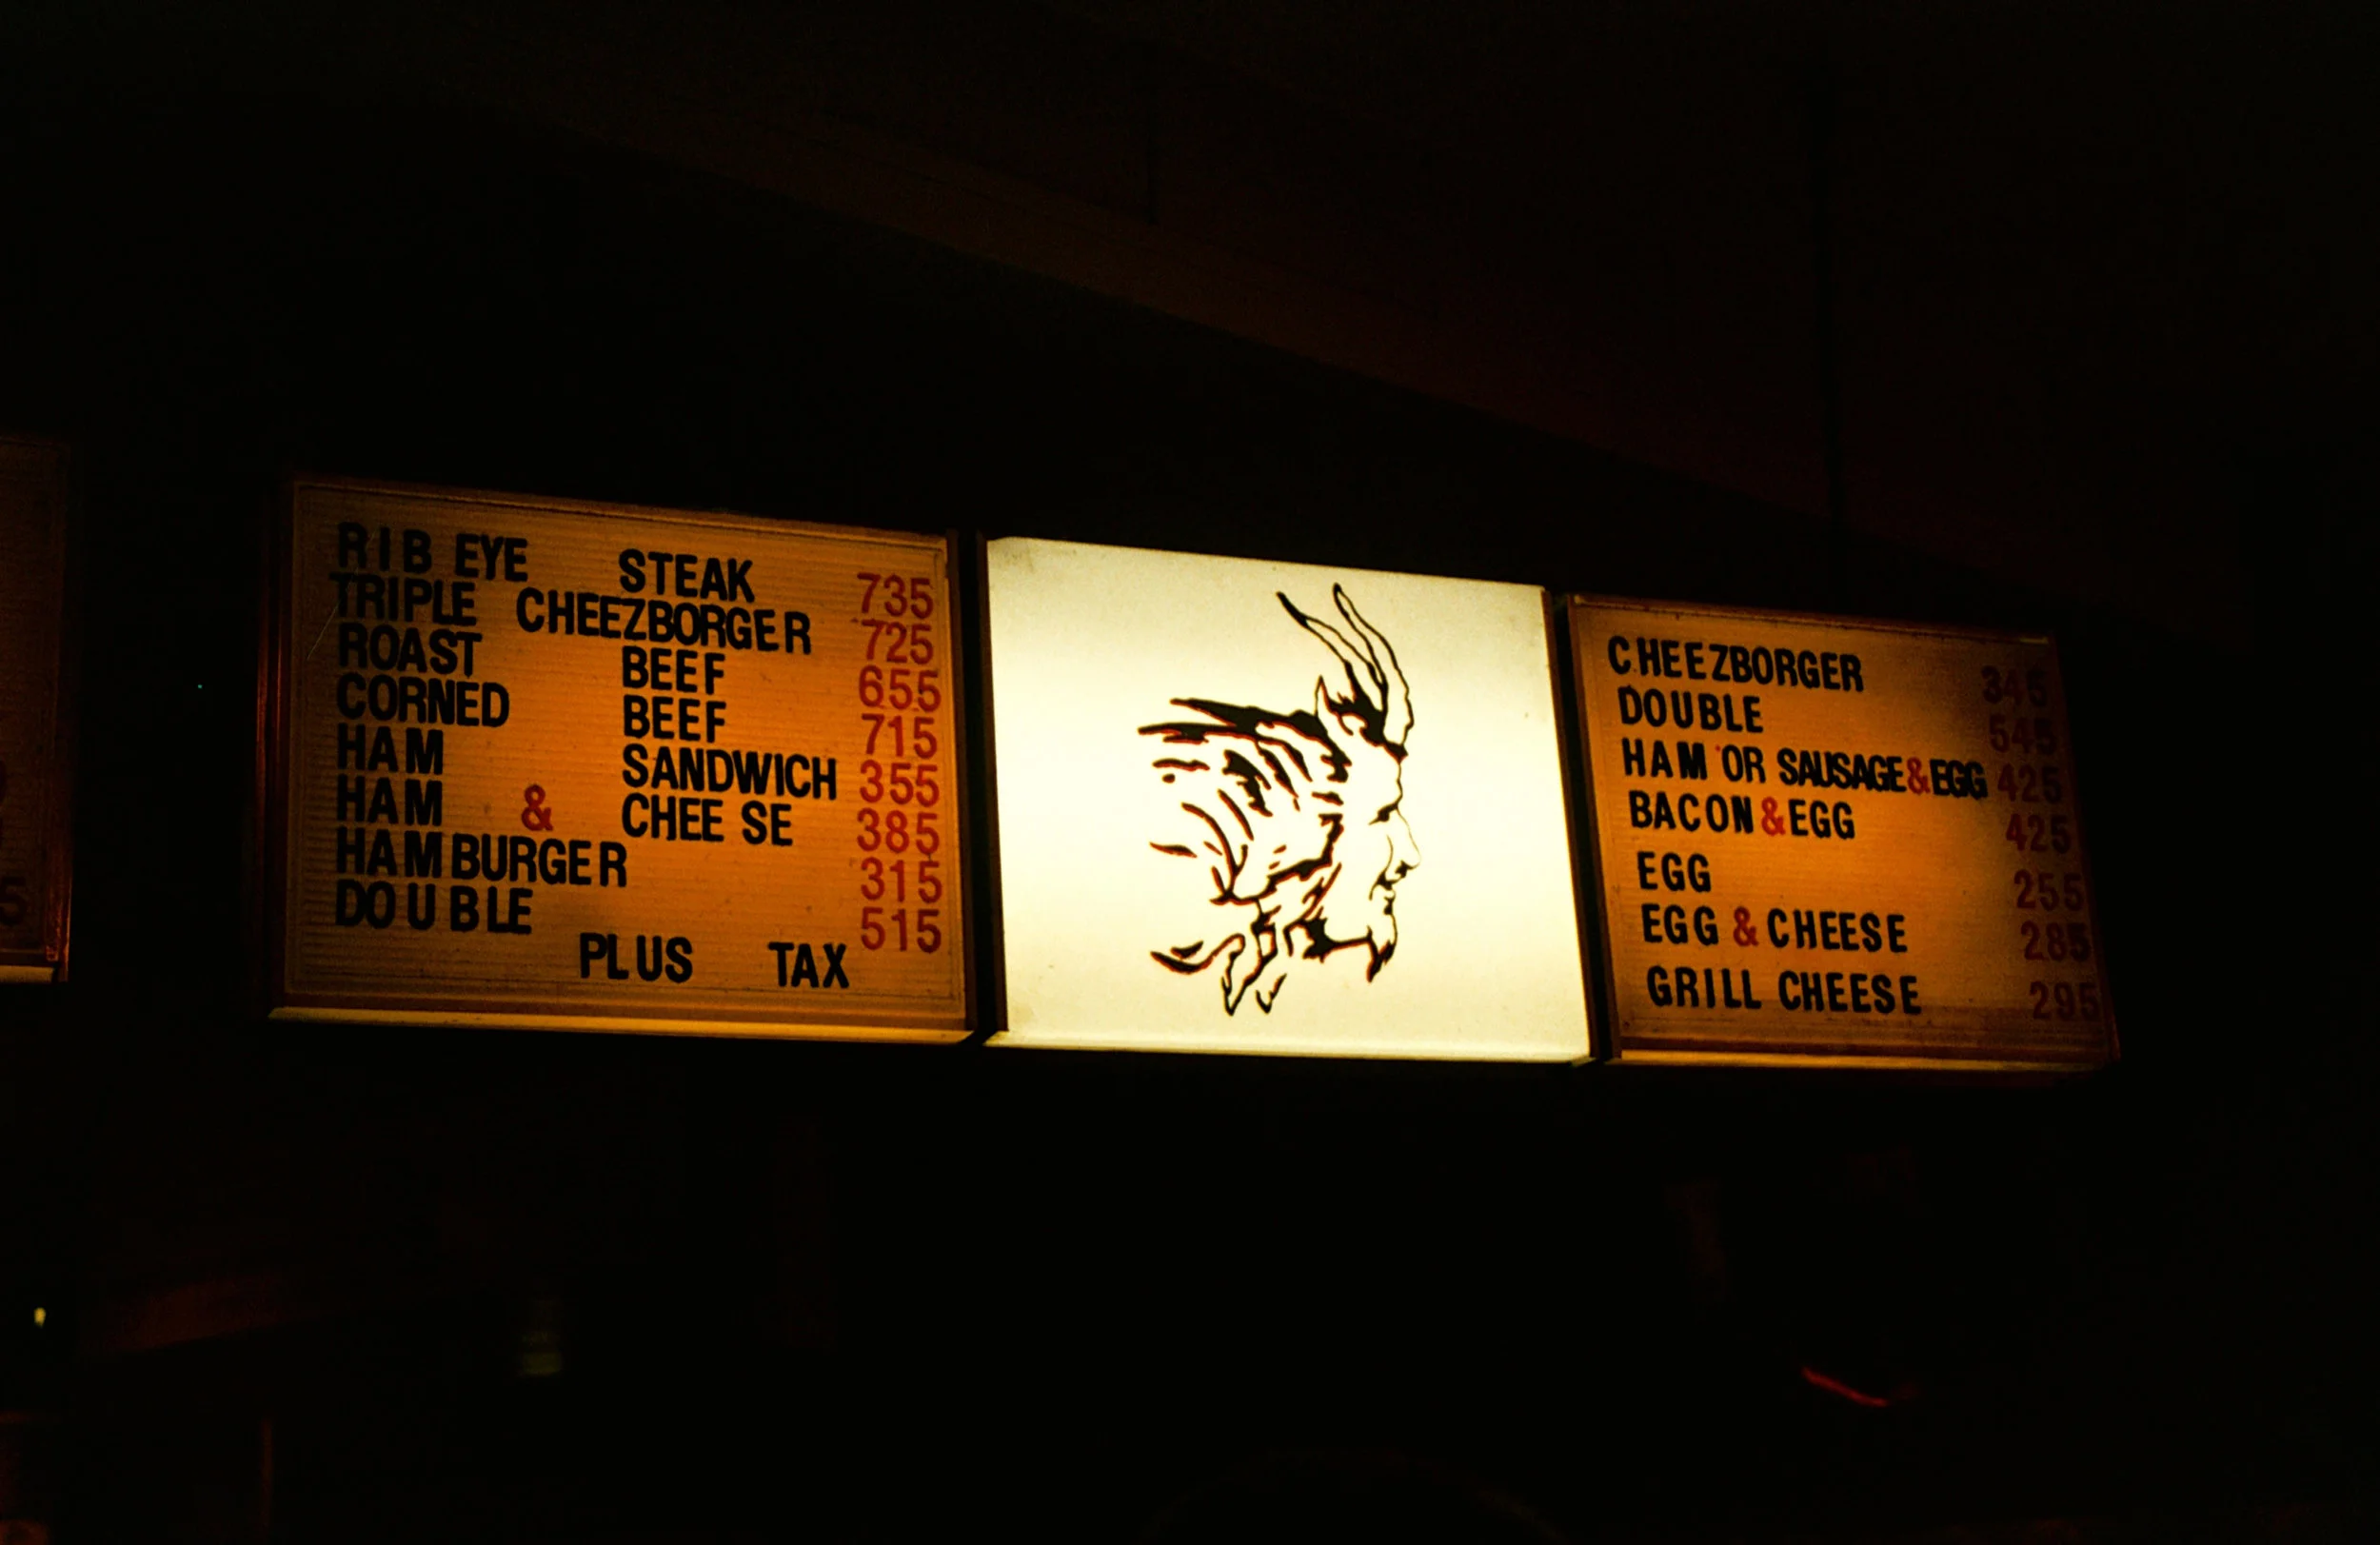 RIB EYE STEAK 735
TRIPLE CHEEZBORGER 725
ROAST BEEF 655
CORNED BEEF 715
HAM SANDWICH 355
HAM & CHEESE 385
HAMBURGER 315
DOUBLE 515
PLUS TAX
CHEEZBORGER 345
DOUBLE 545
HAM OR SAUSAGE&EGG 425
BACON&EGG 425
EGG 255
EGG & CHEESE 285
GRILL CHEESE 295